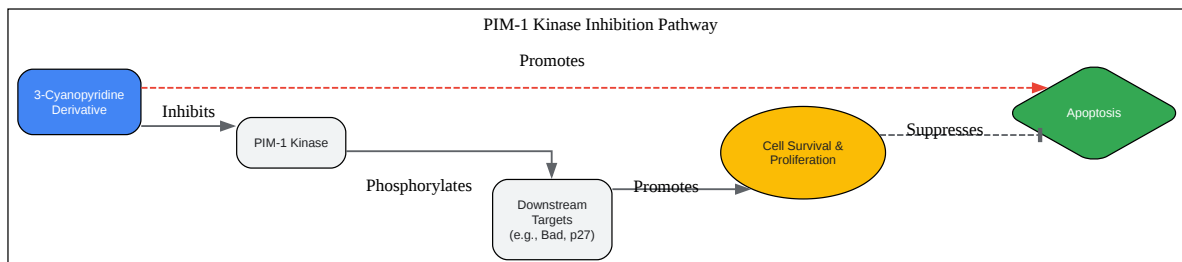 PIM-1 Kinase Inhibition Pathway
Promotes
3-Cyanopyridine
Derivative
Inhibits
PIM-1 Kinase
Phosphorylates
Downstream
Targets
(e.g., Bad, p27)
Promotes
Cell Survival &
Proliferation
Suppresses
Apoptosis